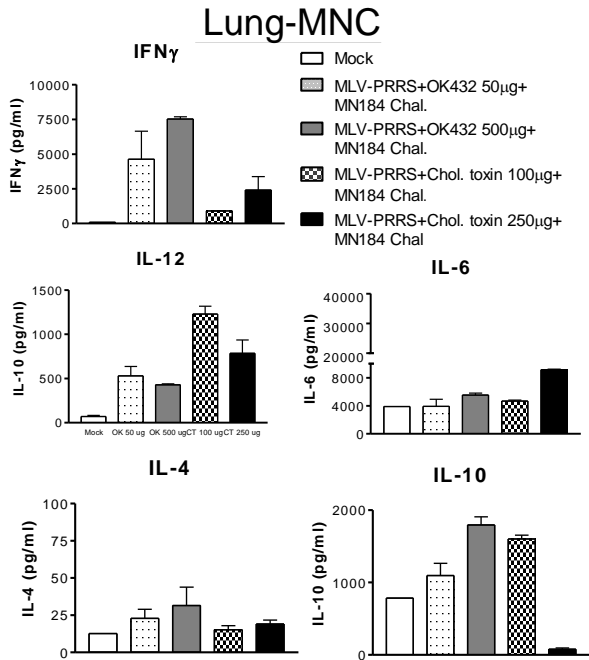 Lung-MNC
IFNγ
Mock
MLV-PRRS+OK432 50µg+
MN184 Chal.
MLV-PRRS+OK432 500µg+
MN184 Chal.
MLV-PRRS+Chol. toxin 100µg+
MN184 Chal.
MLV-PRRS+Chol. toxin 250µg+
MN184 Chal
IFNγ (pg/ml)
10000
7500
5000
2500
0
IL-12
IL-10 (pg/ml)
1500
1000
500
0
Mock OK 50 ug OK 500 ugCT 100 ugCT 250 ug
IL-6
IL-6 (pg/ml)
40000
30000
20000
8000
4000
0
IL-4
IL-4 (pg/ml)
100
75
50
25
0
IL-10
IL-10 (pg/ml)
2000
1000
0